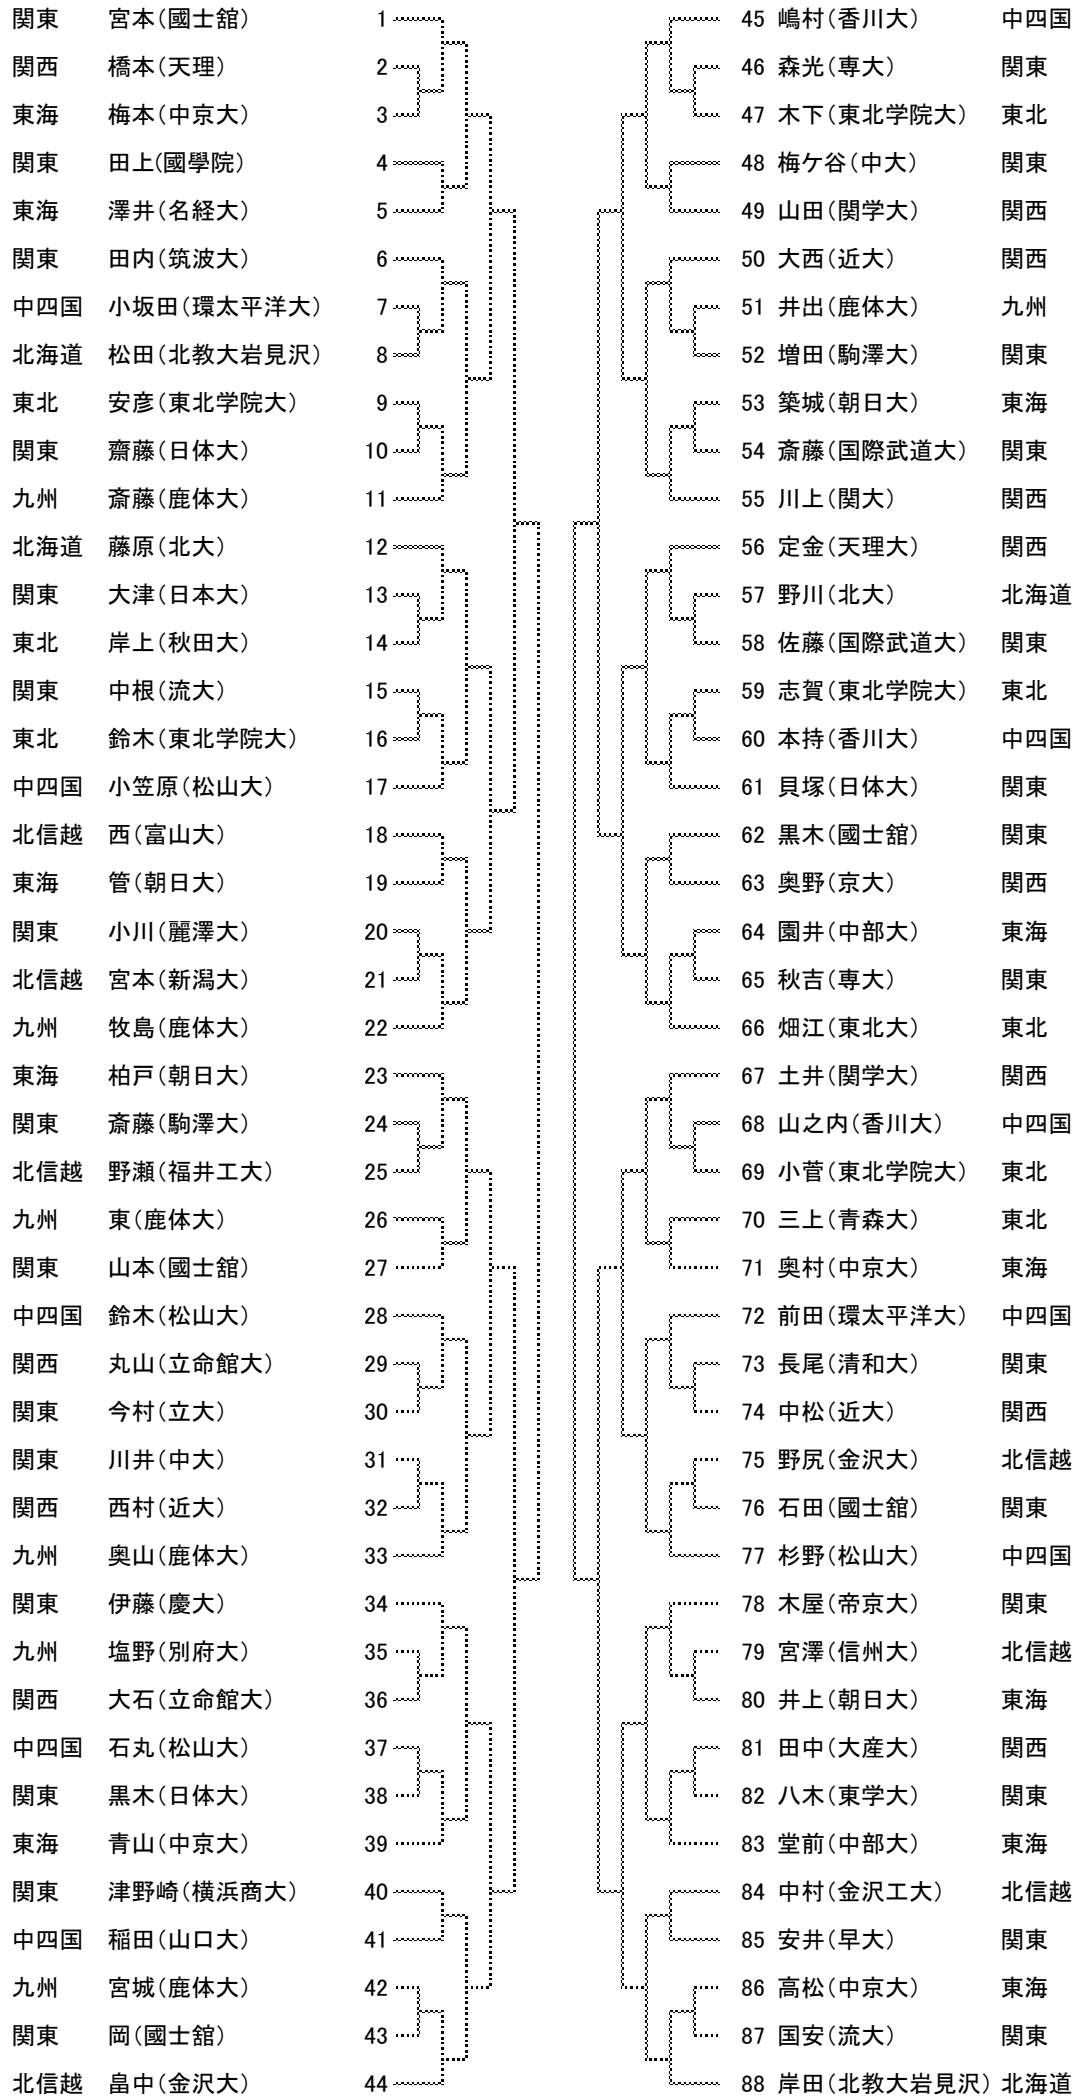 関東 宮本(國士舘) 1
関西 橋本(天理) 2
東海 梅本(中京大) 3
関東 田上(國學院) 4
東海 澤井(名経大) 5
関東 田内(筑波大) 6
中四国 小坂田(環太平洋大) 7
北海道 松田(北教大岩見沢) 8
東北 安彦(東北学院大) 9
関東 齋藤(日体大) 10
九州 斎藤(鹿体大) 11
北海道 藤原(北大) 12
関東 大津(日本大) 13
東北 岸上(秋田大) 14
関東 中根(流大) 15
東北 鈴木(東北学院大) 16
中四国 小笠原(松山大) 17
北信越 西(富山大) 18
東海 管(朝日大) 19
関東 小川(麗澤大) 20
北信越 宮本(新潟大) 21
九州 牧島(鹿体大) 22
東海 柏戸(朝日大) 23
関東 斎藤(駒澤大) 24
北信越 野瀬(福井工大) 25
九州 東(鹿体大) 26
関東 山本(國士舘) 27
中四国 鈴木(松山大) 28
関西 丸山(立命館大) 29
関東 今村(立大) 30
関東 川井(中大) 31
関西 西村(近大) 32
九州 奥山(鹿体大) 33
関東 伊藤(慶大) 34
九州 塩野(別府大) 35
関西 大石(立命館大) 36
中四国 石丸(松山大) 37
関東 黒木(日体大) 38
東海 青山(中京大) 39
関東 津野崎(横浜商大) 40
中四国 稲田(山口大) 41
九州 宮城(鹿体大) 42
関東 岡(國士舘) 43
北信越 畠中(金沢大) 44
45 嶋村(香川大) 中四国
46 森光(専大) 関東
47 木下(東北学院大) 東北
48 梅ケ谷(中大) 関東
49 山田(関学大) 関西
50 大西(近大) 関西
51 井出(鹿体大) 九州
52 増田(駒澤大) 関東
53 築城(朝日大) 東海
54 斎藤(国際武道大) 関東
55 川上(関大) 関西
56 定金(天理大) 関西
57 野川(北大) 北海道
58 佐藤(国際武道大) 関東
59 志賀(東北学院大) 東北
60 本持(香川大) 中四国
61 貝塚(日体大) 関東
62 黒木(國士舘) 関東
63 奥野(京大) 関西
64 園井(中部大) 東海
65 秋吉(専大) 関東
66 畑江(東北大) 東北
67 土井(関学大) 関西
68 山之内(香川大) 中四国
69 小菅(東北学院大) 東北
70 三上(青森大) 東北
71 奥村(中京大) 東海
72 前田(環太平洋大) 中四国
73 長尾(清和大) 関東
74 中松(近大) 関西
75 野尻(金沢大) 北信越
76 石田(國士舘) 関東
77 杉野(松山大) 中四国
78 木屋(帝京大) 関東
79 宮澤(信州大) 北信越
80 井上(朝日大) 東海
81 田中(大産大) 関西
82 八木(東学大) 関東
83 堂前(中部大) 東海
84 中村(金沢工大) 北信越
85 安井(早大) 関東
86 高松(中京大) 東海
87 国安(流大) 関東
88 岸田(北教大岩見沢) 北海道